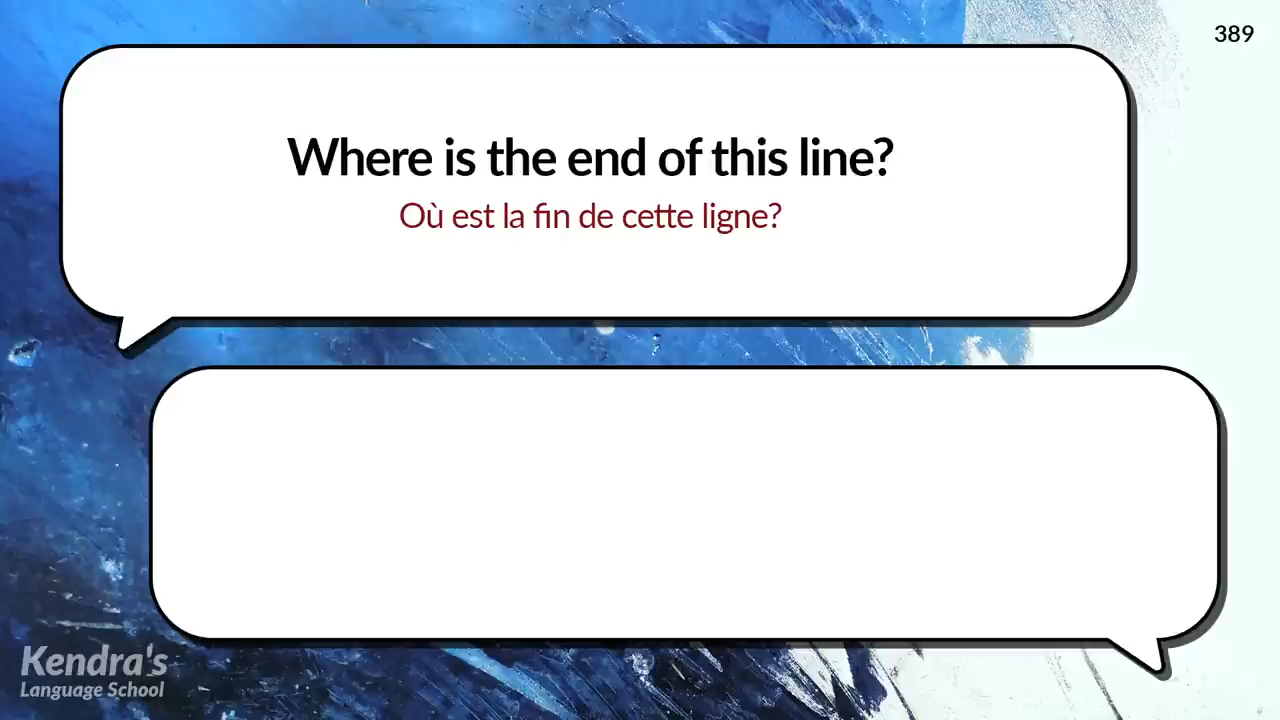 389
Where is the end of this line?
Où est la fin de cette ligne?
Kendra's
Language School